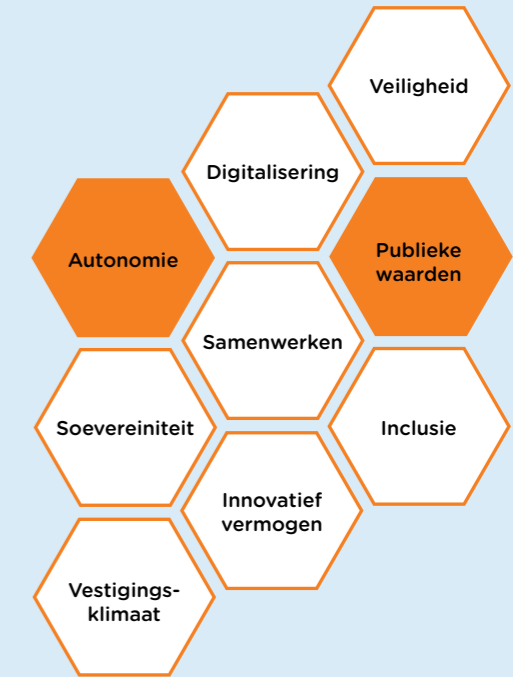 Veiligheid
Digitalisering
Autonomie
Publieke
waarden
Samenwerken
Soevereiniteit
Inclusie
Innovatief
vermogen
Vestigings-
klimaat